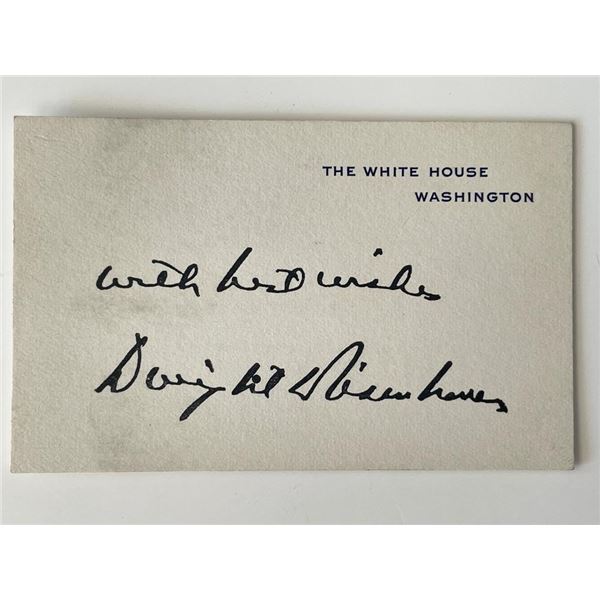 THE WHITE HOUSE
WASHINGTON
with best wishes
Dwight D Eisenhower